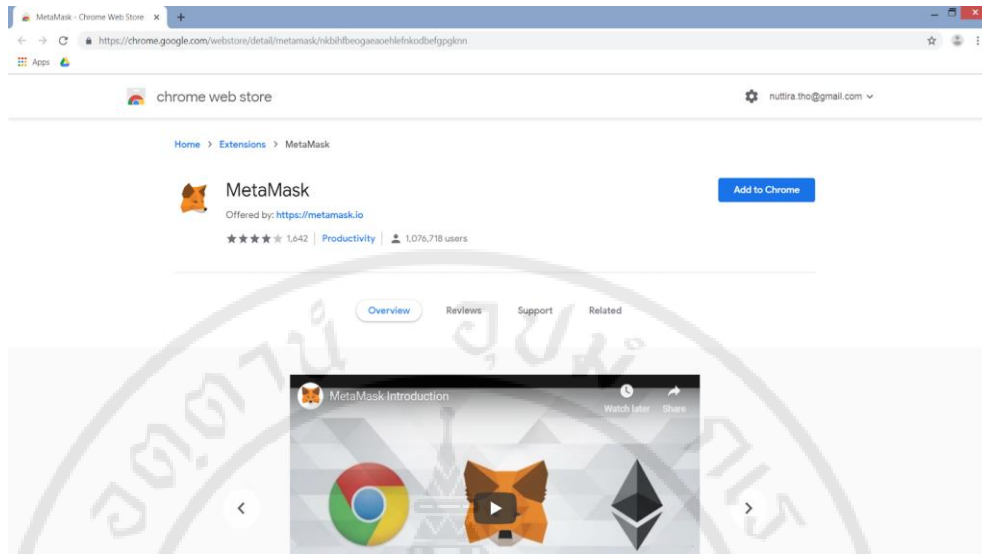 MetaMask - Chrome Web Store
https://chrome.google.com/webstore/detail/metamask/nkbihfbeogaeaoehlefnkodbefgpgknn
Apps
chrome web store
nuttira.tho@gmail.com
Home > Extensions > MetaMask
MetaMask
Add to Chrome
Offered by: https://metamask.io
1,642 | Productivity | 1,076,718 users
Overview Reviews Support Related
MetaMask Introduction
Watch later Share